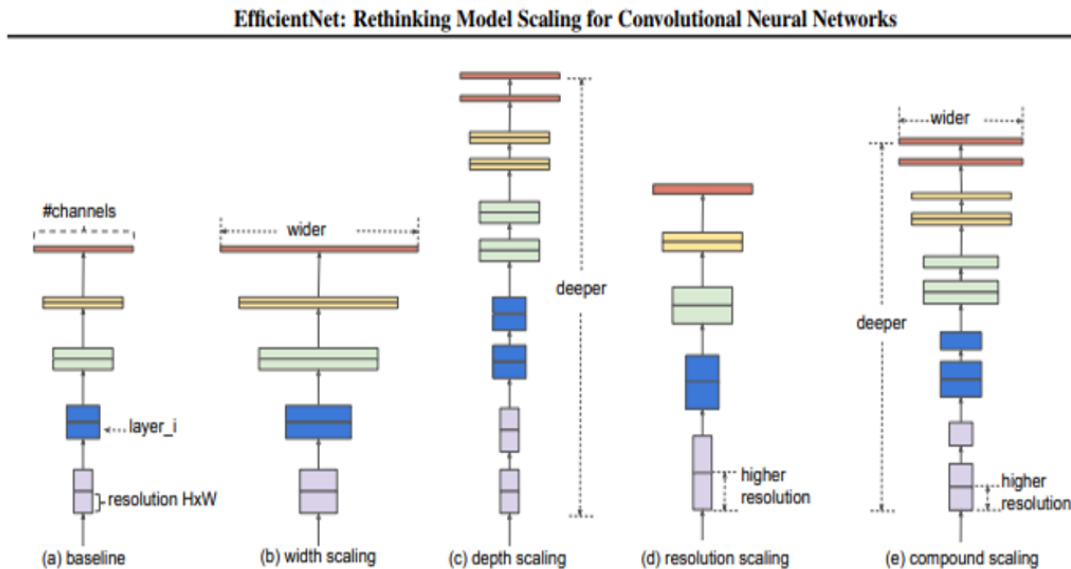 EfficientNet: Rethinking Model Scaling for Convolutional Neural Networks
#channels
layer_i
resolution HxW
(a) baseline
wider
(b) width scaling
deeper
(c) depth scaling
higher
resolution
(d) resolution scaling
wider
deeper
higher
resolution
(e) compound scaling